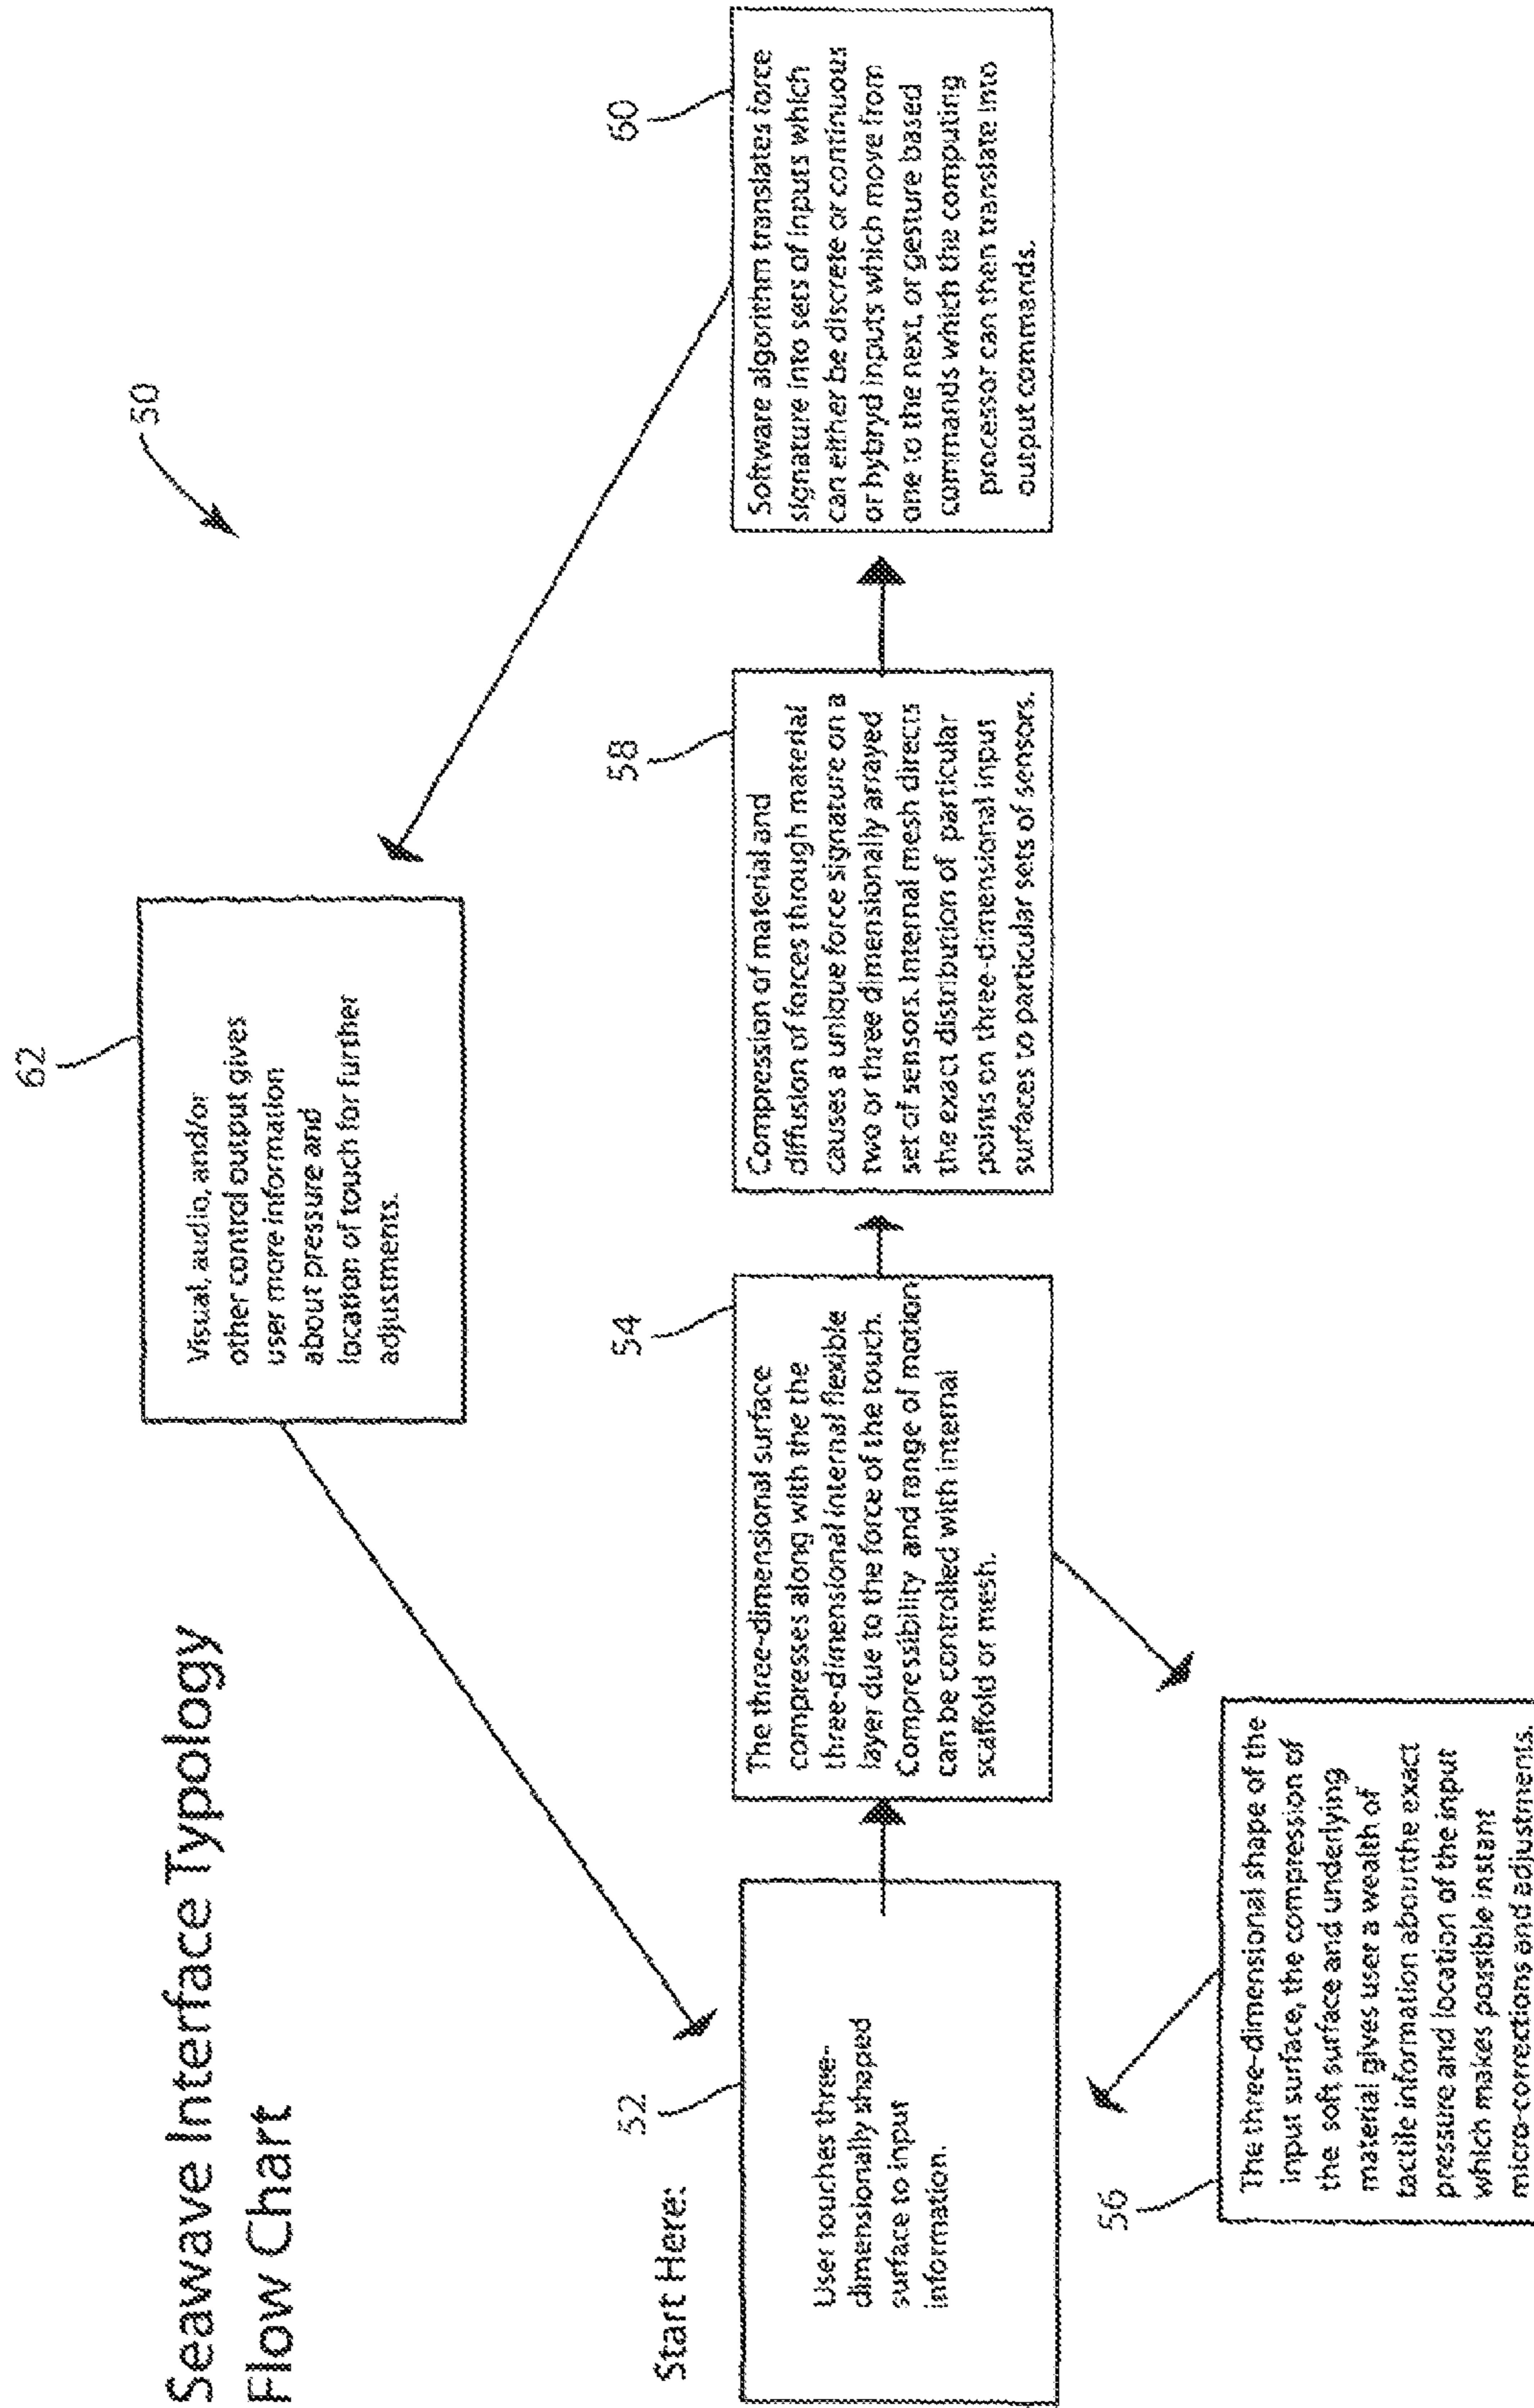 Seawave Interface Typology
Flow Chart
50
62
Visual, audio, and/or
other control output gives
user more information
about pressure and
location of touch for further
adjustments.
Start Here:
52
User touches three-
dimensionally shaped
surface to input
information.
54
The three-dimensional surface
compresses along with the the
three-dimensional internal flexible
layer due to the force of the touch.
Compressibility and range of motion
can be controlled with internal
scaffold or mesh.
58
Compression of material and
diffusion of forces through material
causes a unique force signature on a
two or three dimensionally arrayed
set of sensors. Internal mesh directs
the exact distribution of particular
points on three-dimensional input
surfaces to particular sets of sensors.
60
Software algorithm translates force
signature into sets of inputs which
can either be discrete or continuous
or hybryd inputs which move from
one to the next, or gesture based
commands which the computing
processor can then translate into
output commands.
56
The three-dimensional shape of the
input surface, the compression of
the soft surface and underlying
material gives user a wealth of
tactile information about the exact
pressure and location of the input
which makes possible instant
micro-corrections and adjustments.